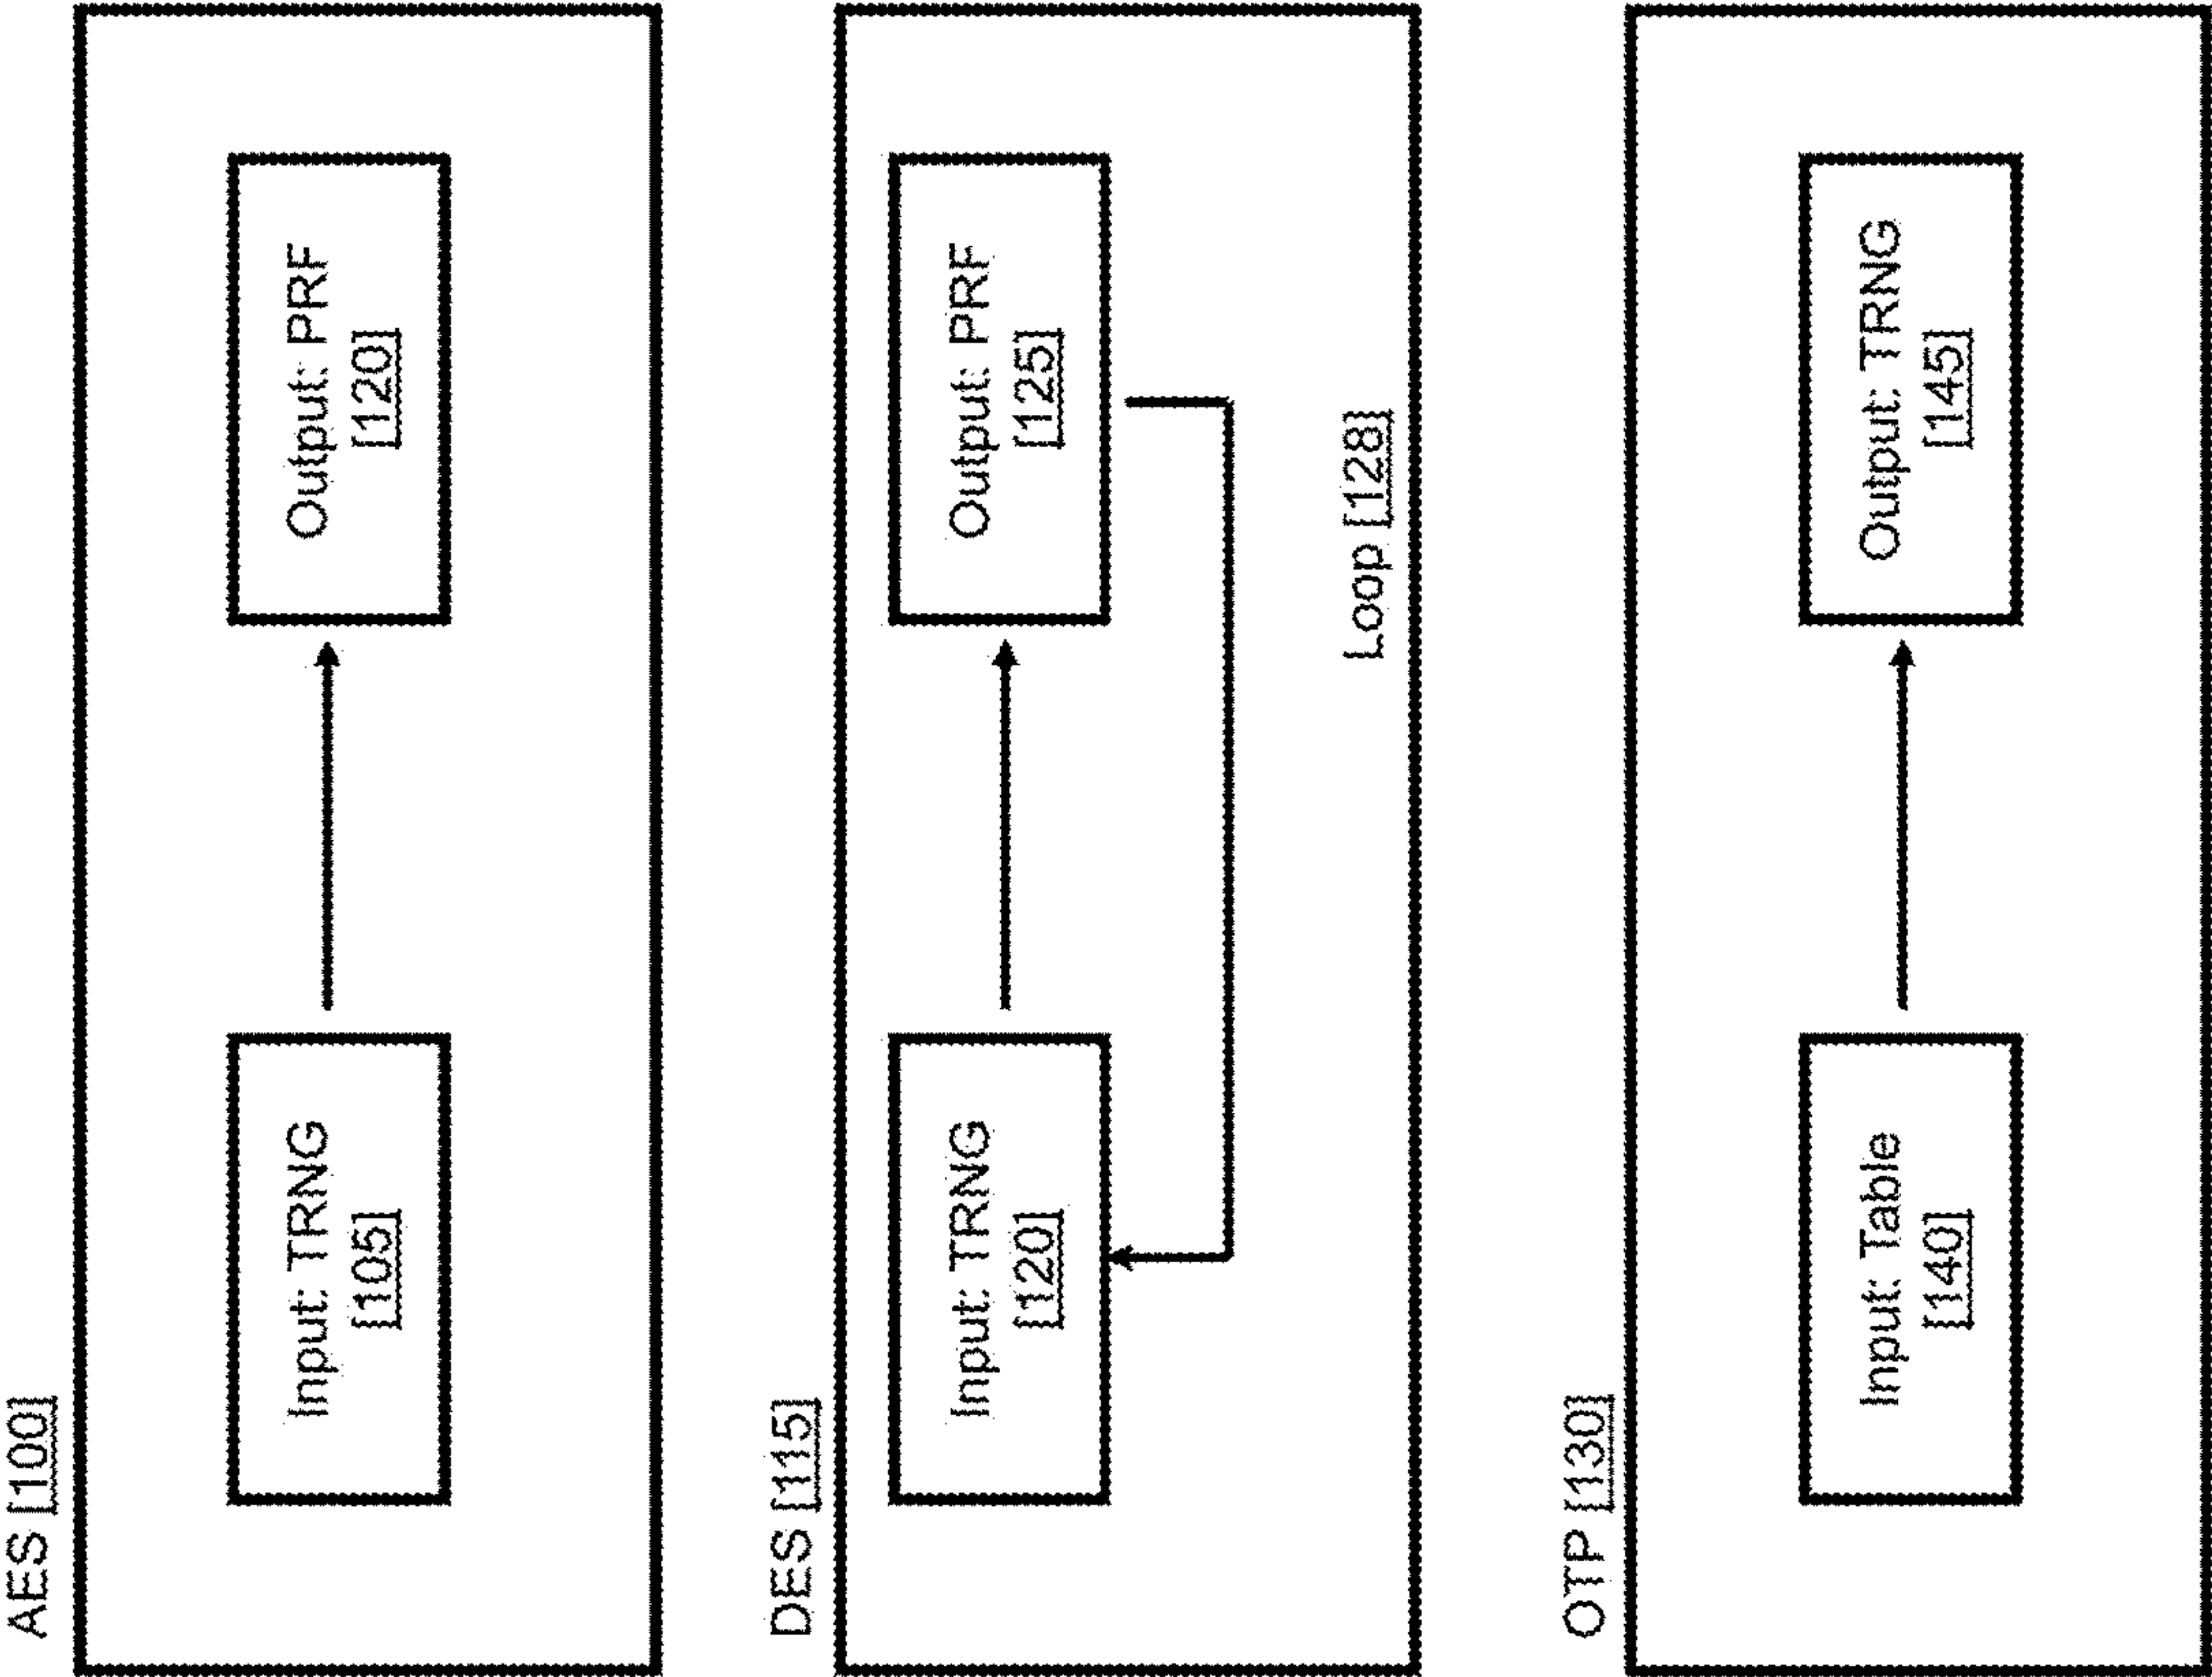 AES [100]
Input: TRNG
[105]
Output: PRF
[120]
DES [115]
Input: TRNG
[120]
Output: PRF
[125]
Loop [128]
OTP [130]
Input: Table
[140]
Output: TRNG
[145]